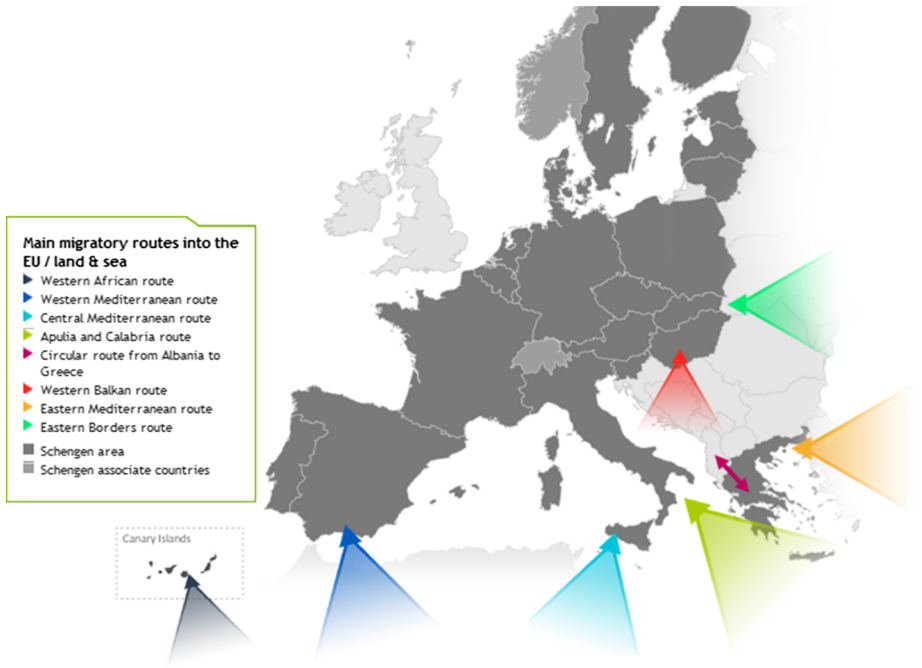 Main migratory routes into the
EU / land & sea
Western African route
Western Mediterranean route
Central Mediterranean route
Apulia and Calabria route
Circular route from Albania to
Greece
Western Balkan route
Eastern Mediterranean route
Eastern Borders route
Schengen area
Schengen associate countries
Canary Islands